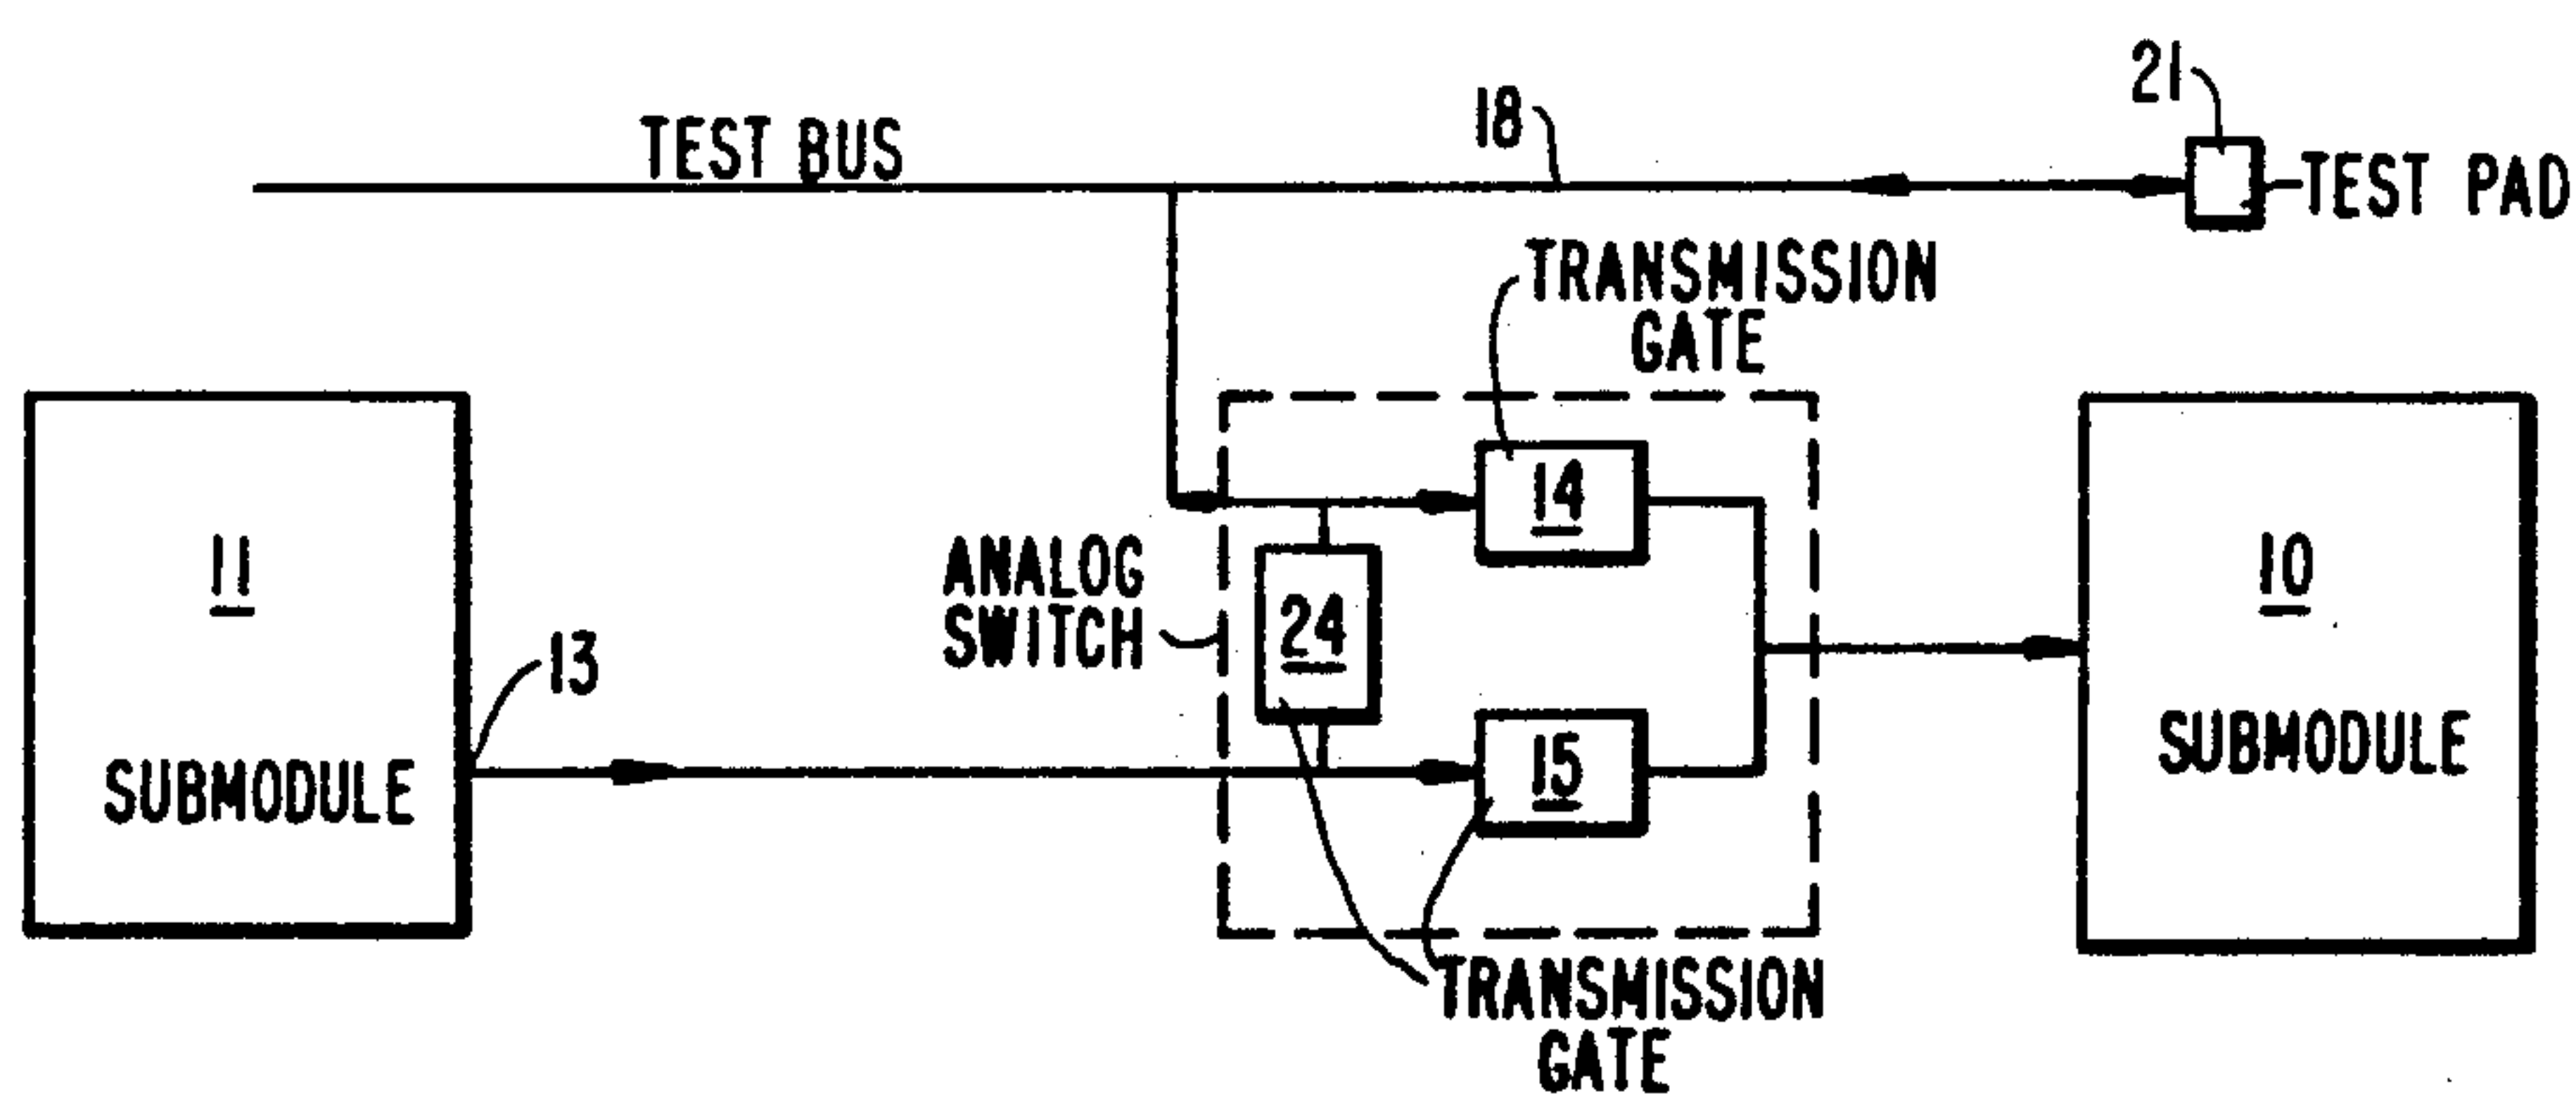 21
18
TEST BUS
TEST PAD
TRANSMISSION
GATE
14
11
ANALOG
SWITCH
24
10
13
SUBMODULE
15
SUBMODULE
TRANSMISSION
GATE